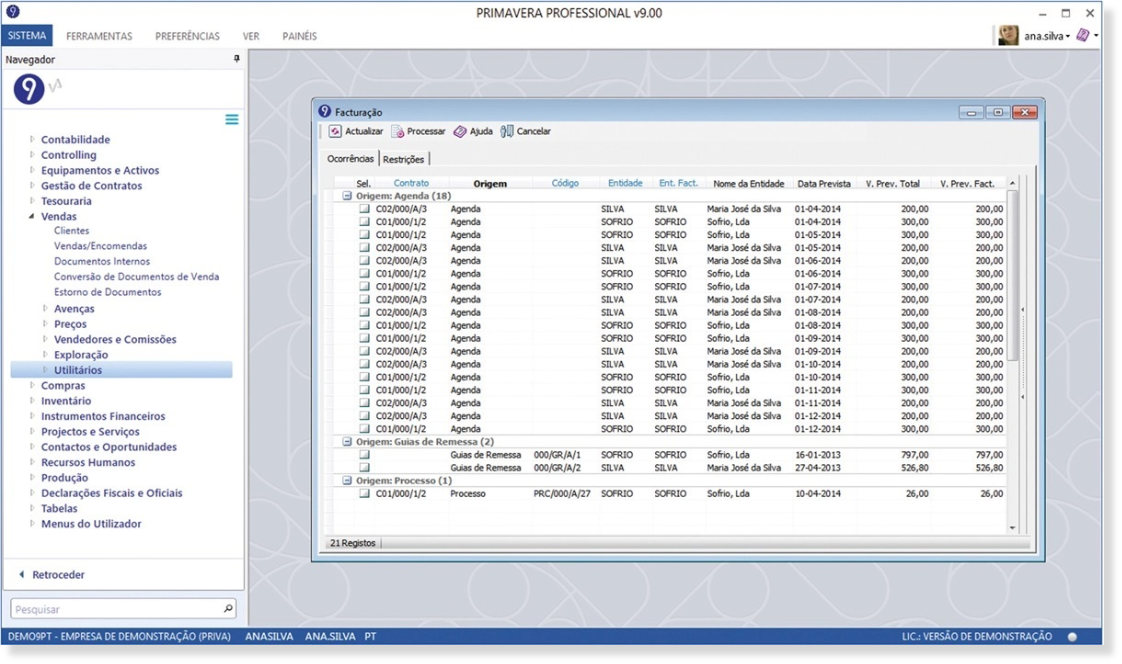 PRIMAVERA PROFESSIONAL v9.00
SISTEMA FERRAMENTAS PREFERÊNCIAS VER PAINÉIS ana.silva
Navegador
9 v^
Contabilidade
Controlling
Equipamentos e Activos
Gestão de Contratos
Tesouraria
Vendas
Clientes
Vendas/Encomendas
Documentos Internos
Conversão de Documentos de Venda
Estorno de Documentos
Avenças
Preços
Vendedores e Comissões
Exploração
Utilitários
Compras
Inventário
Instrumentos Financeiros
Projectos e Serviços
Contactos e Oportunidades
Recursos Humanos
Produção
Declarações Fiscais e Oficiais
Tabelas
Menus do Utilizador
Retroceder
Pesquisar
Facturação
Actualizar Processar Ajuda Cancelar
Ocorrências Restrições
Sel. Contrato Origem Código Entidade Ent. Fact. Nome da Entidade Data Prevista V. Prev. Total V. Prev. Fact.
Origem: Agenda (18)
C02/000/A/3 Agenda SILVA SILVA Maria José da Silva 01-04-2014 200,00 200,00
C01/000/1/2 Agenda SOFRIO SOFRIO Sofrio, Lda 01-04-2014 300,00 300,00
C01/000/1/2 Agenda SOFRIO SOFRIO Sofrio, Lda 01-05-2014 300,00 300,00
C02/000/A/3 Agenda SILVA SILVA Maria José da Silva 01-05-2014 200,00 200,00
C02/000/A/3 Agenda SILVA SILVA Maria José da Silva 01-06-2014 200,00 200,00
C01/000/1/2 Agenda SOFRIO SOFRIO Sofrio, Lda 01-06-2014 300,00 300,00
C01/000/1/2 Agenda SOFRIO SOFRIO Sofrio, Lda 01-07-2014 300,00 300,00
C02/000/A/3 Agenda SILVA SILVA Maria José da Silva 01-07-2014 200,00 200,00
C02/000/A/3 Agenda SILVA SILVA Maria José da Silva 01-08-2014 200,00 200,00
C01/000/1/2 Agenda SOFRIO SOFRIO Sofrio, Lda 01-08-2014 300,00 300,00
C01/000/1/2 Agenda SOFRIO SOFRIO Sofrio, Lda 01-09-2014 300,00 300,00
C02/000/A/3 Agenda SILVA SILVA Maria José da Silva 01-09-2014 200,00 200,00
C02/000/A/3 Agenda SILVA SILVA Maria José da Silva 01-10-2014 200,00 200,00
C01/000/1/2 Agenda SOFRIO SOFRIO Sofrio, Lda 01-10-2014 300,00 300,00
C01/000/1/2 Agenda SOFRIO SOFRIO Sofrio, Lda 01-11-2014 300,00 300,00
C02/000/A/3 Agenda SILVA SILVA Maria José da Silva 01-11-2014 200,00 200,00
C02/000/A/3 Agenda SILVA SILVA Maria José da Silva 01-12-2014 200,00 200,00
C01/000/1/2 Agenda SOFRIO SOFRIO Sofrio, Lda 01-12-2014 300,00 300,00
Origem: Guias de Remessa (2)
Guias de Remessa 000/GR/A/1 SOFRIO SOFRIO Sofrio, Lda 16-01-2013 797,00 797,00
Guias de Remessa 000/GR/A/2 SILVA SILVA Maria José da Silva 27-04-2013 526,80 526,80
Origem: Processo (1)
C01/000/1/2 Processo PRC/000/A/27 SOFRIO SOFRIO Sofrio, Lda 10-04-2014 26,00 26,00
21 Registos
DEMO9PT - EMPRESA DE DEMONSTRAÇÃO (PRIVA) ANASILVA ANA.SILVA PT LIC.: VERSÃO DE DEMONSTRAÇÃO